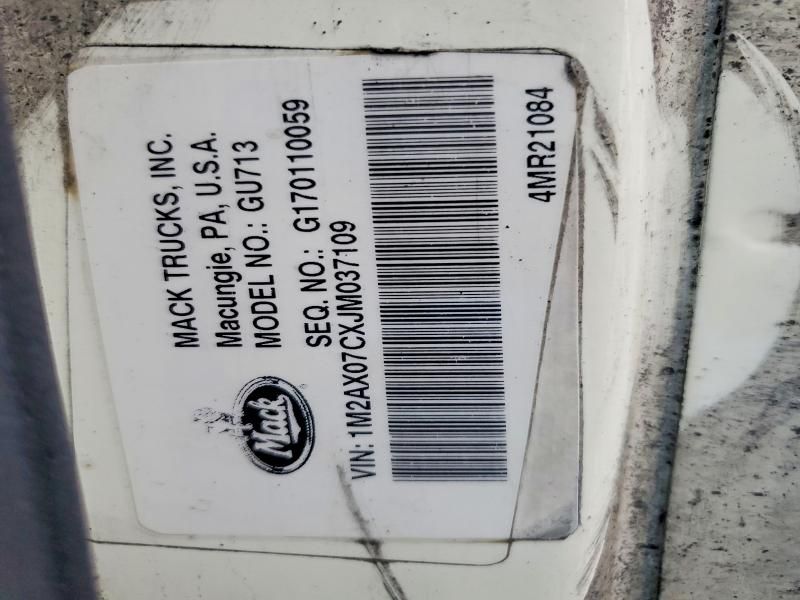 MACK TRUCKS, INC.
Macungie, PA, U.S.A.
MODEL NO.: GU713
Mack
SEQ. NO.: G170110059
VIN: 1M2AX07CXJM037109
4MR21084